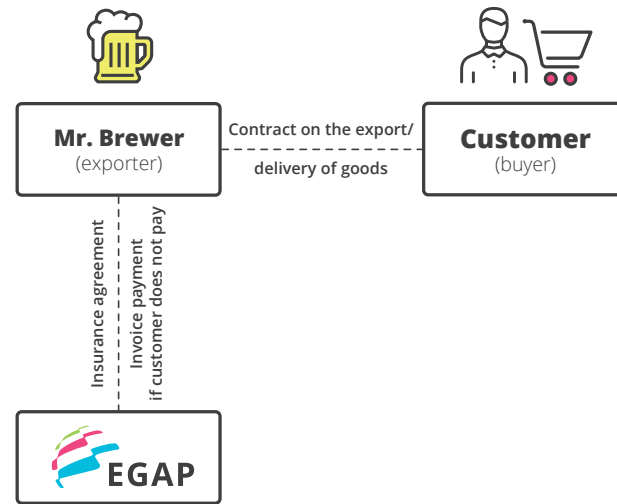 Mr. Brewer
(exporter)
Contract on the export/
delivery of goods
Customer
(buyer)
Insurance agreement
Invoice payment
if customer does not pay
EGAP